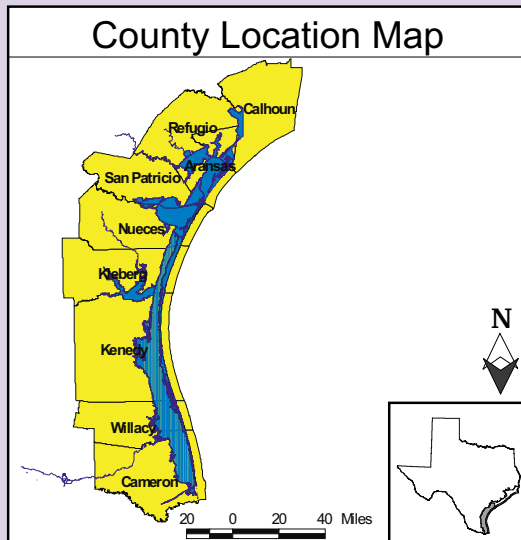 County Location Map
Calhoun
Refugio
Aransas
San Patricio
Nueces
Kleberg
Kenedy
N
Willacy
Cameron
20 0 20 40 Miles